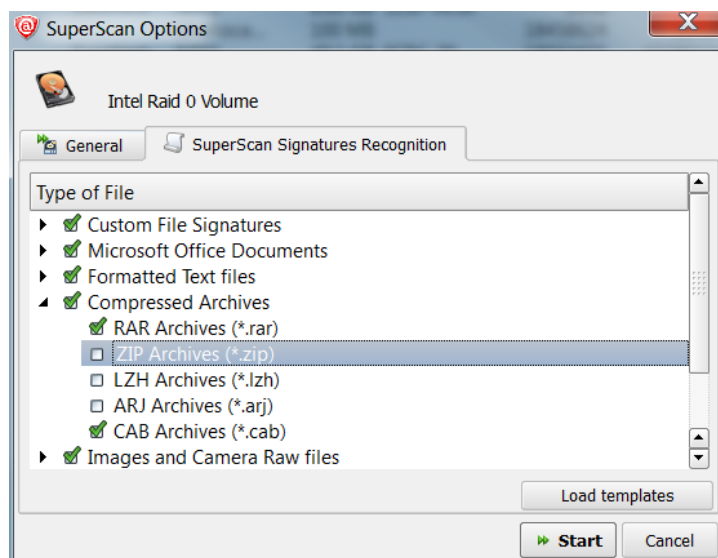 SuperScan Options
Intel Raid 0 Volume
General
SuperScan Signatures Recognition
Type of File
Custom File Signatures
Microsoft Office Documents
Formatted Text files
Compressed Archives
RAR Archives (*.rar)
ZIP Archives (*.zip)
LZH Archives (*.lzh)
ARJ Archives (*.arj)
CAB Archives (*.cab)
Images and Camera Raw files
Load templates
Start
Cancel